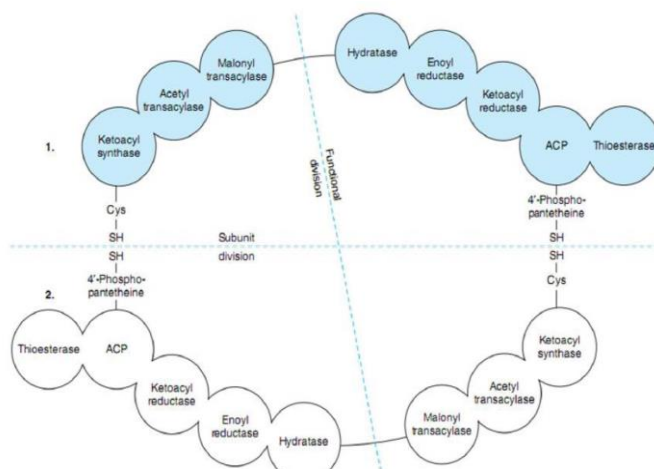 Malonyl
transacylase
Hydratase
Enoyl
reductase
Acetyl
transacylase
Ketoacyl
reductase
1.
Ketoacyl
synthase
ACP
Thioesterase
Functional
division
Cys
4'-Phospho-
pantetheine
SH
Subunit
SH
SH
division
SH
4'-Phospho-
pantetheine
Cys
2.
Thioesterase
ACP
Ketoacyl
synthase
Ketoacyl
reductase
Acetyl
transacylase
Enoyl
reductase
Malonyl
transacylase
Hydratase